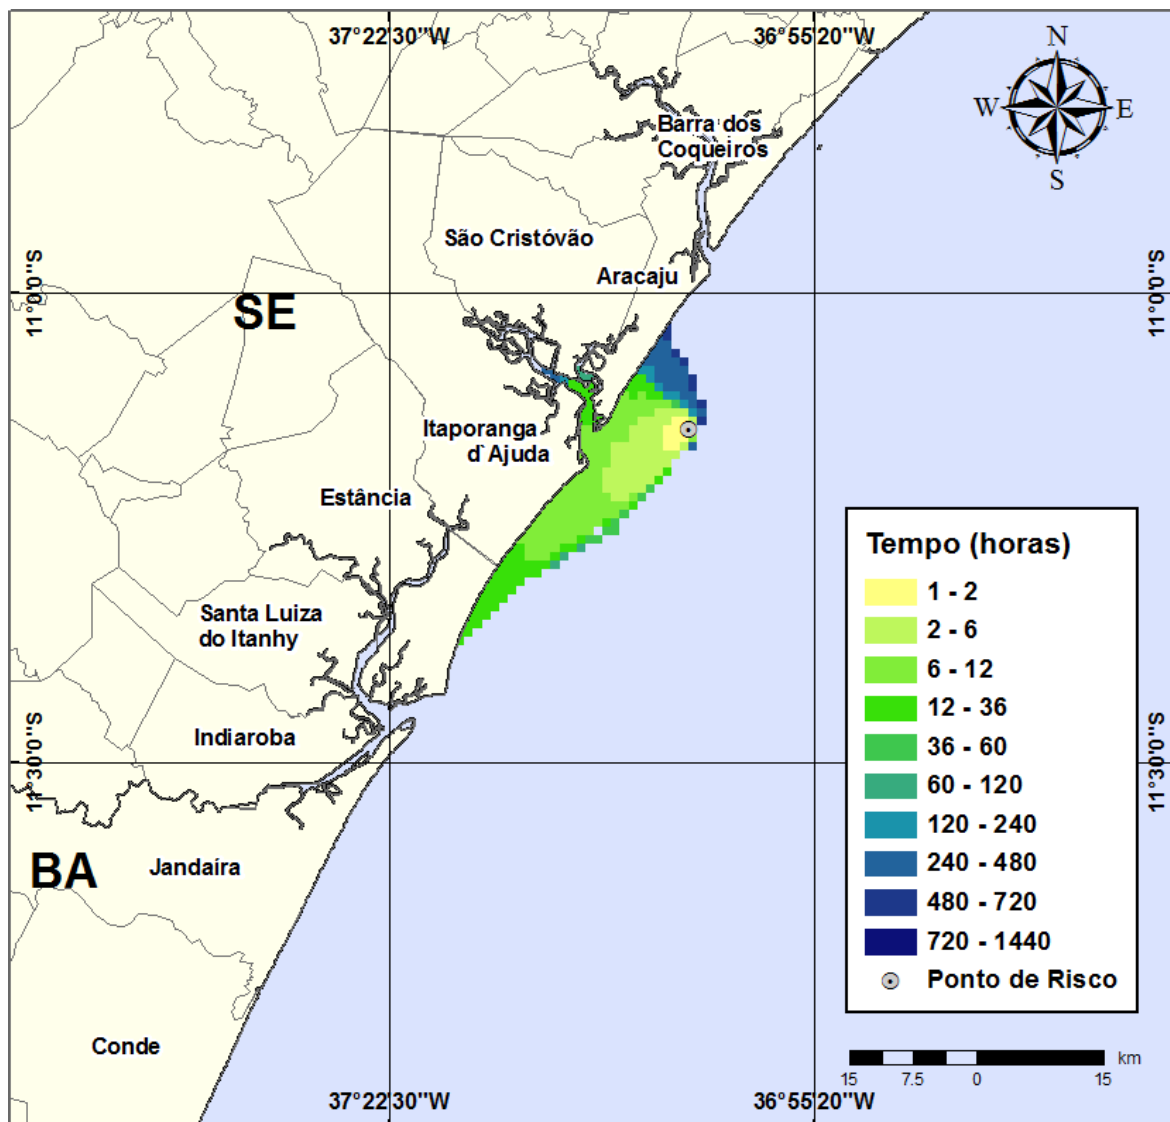 37°22'30"W
36°55'20"W
N
W
E
S
Barra dos
Coqueiros
São Cristóvão
Aracaju
11°0'0"S
11°0'0"S
SE
Itaporanga
d`Ajuda
Estância
Santa Luiza
do Itanhy
Indiaroba
11°30'0"S
11°30'0"S
BA
Jandaíra
Conde
Tempo (horas)
1 - 2
2 - 6
6 - 12
12 - 36
36 - 60
60 - 120
120 - 240
240 - 480
480 - 720
720 - 1440
Ponto de Risco
km
15 7.5 0 15
37°22'30"W
36°55'20"W